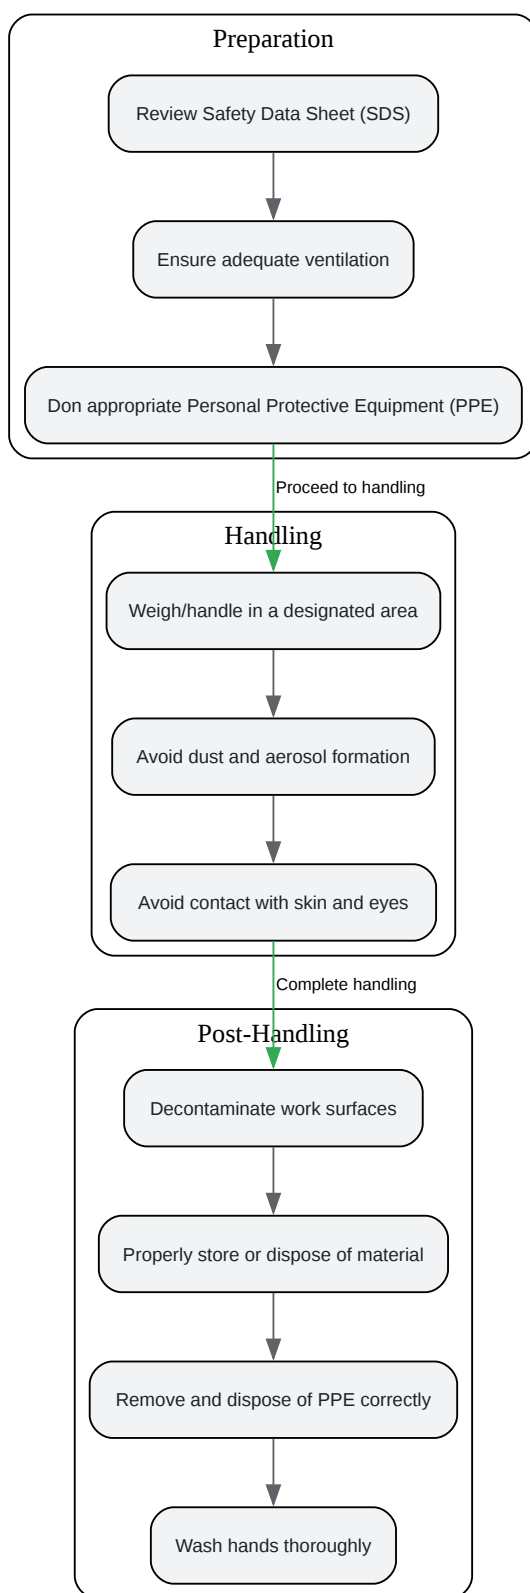 Preparation
Review Safety Data Sheet (SDS)
Ensure adequate ventilation
Don appropriate Personal Protective Equipment (PPE)
Proceed to handling
Handling
Weigh/handle in a designated area
Avoid dust and aerosol formation
Avoid contact with skin and eyes
Complete handling
Post-Handling
Decontaminate work surfaces
Properly store or dispose of material
Remove and dispose of PPE correctly
Wash hands thoroughly